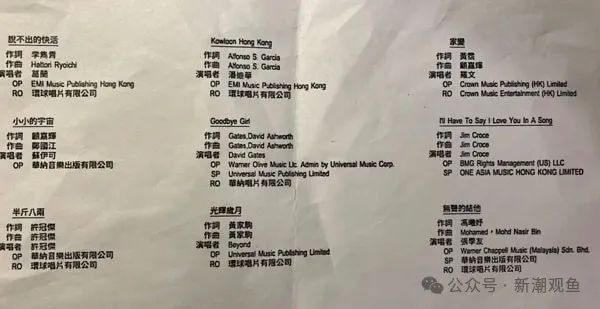 說不出的快活
作詞 李雋青
作曲 Hattori Ryoichi
演唱者 葛蘭
OP EMI Music Publishing Hong Kong
RO 環球唱片有限公司
小小的宇宙
作詞 顧嘉輝
作曲 鄭國江
演唱者 蘇伊可
OP 華納音樂出版有限公司
半斤八兩
作詞 許冠傑
作曲 許冠傑
演唱者 許冠傑
OP 華納音樂出版有限公司
RO 環球唱片有限公司
Kowloon Hong Kong
作詞 Alfonso S. Garcia
作曲 Alfonso S. Garcia
演唱者 潘迪華
OP EMI Music Publishing Hong Kong
RO 環球唱片有限公司
Goodbye Girl
作詞 Gates,David Ashworth
作曲 Gates,David Ashworth
演唱者 David Gates
OP Warner Olive Music Llc. Admin by Universal Music Corp.
SP Universal Music Publishing Limited
RO 華納唱片有限公司
光輝歲月
作詞 黃家駒
作曲 黃家駒
演唱者 Beyond
OP Universal Music Publishing Limited
RO 環球唱片有限公司
家變
作詞 黃霑
作曲 顧嘉輝
演唱者 羅文
OP Crown Music Publishing (HK) Limited
RO Crown Music Entertainment (HK) Limited
I'll Have To Say I Love You In A Song
作詞 Jim Croce
作曲 Jim Croce
演唱者 Jim Croce
OP BMG Rights Management (US) LLC
SP ONE ASIA MUSIC HONG KONG LIMITED
無聲的結他
作詞 馮曦妤
作曲 Mohamed，Mohd Nasir Bin
演唱者 張學友
OP Warner Chappell Music (Malaysia) Sdn. Bhd.
SP 華納音樂出版有限公司
RO 環球唱片有限公司
公众号・新潮观鱼